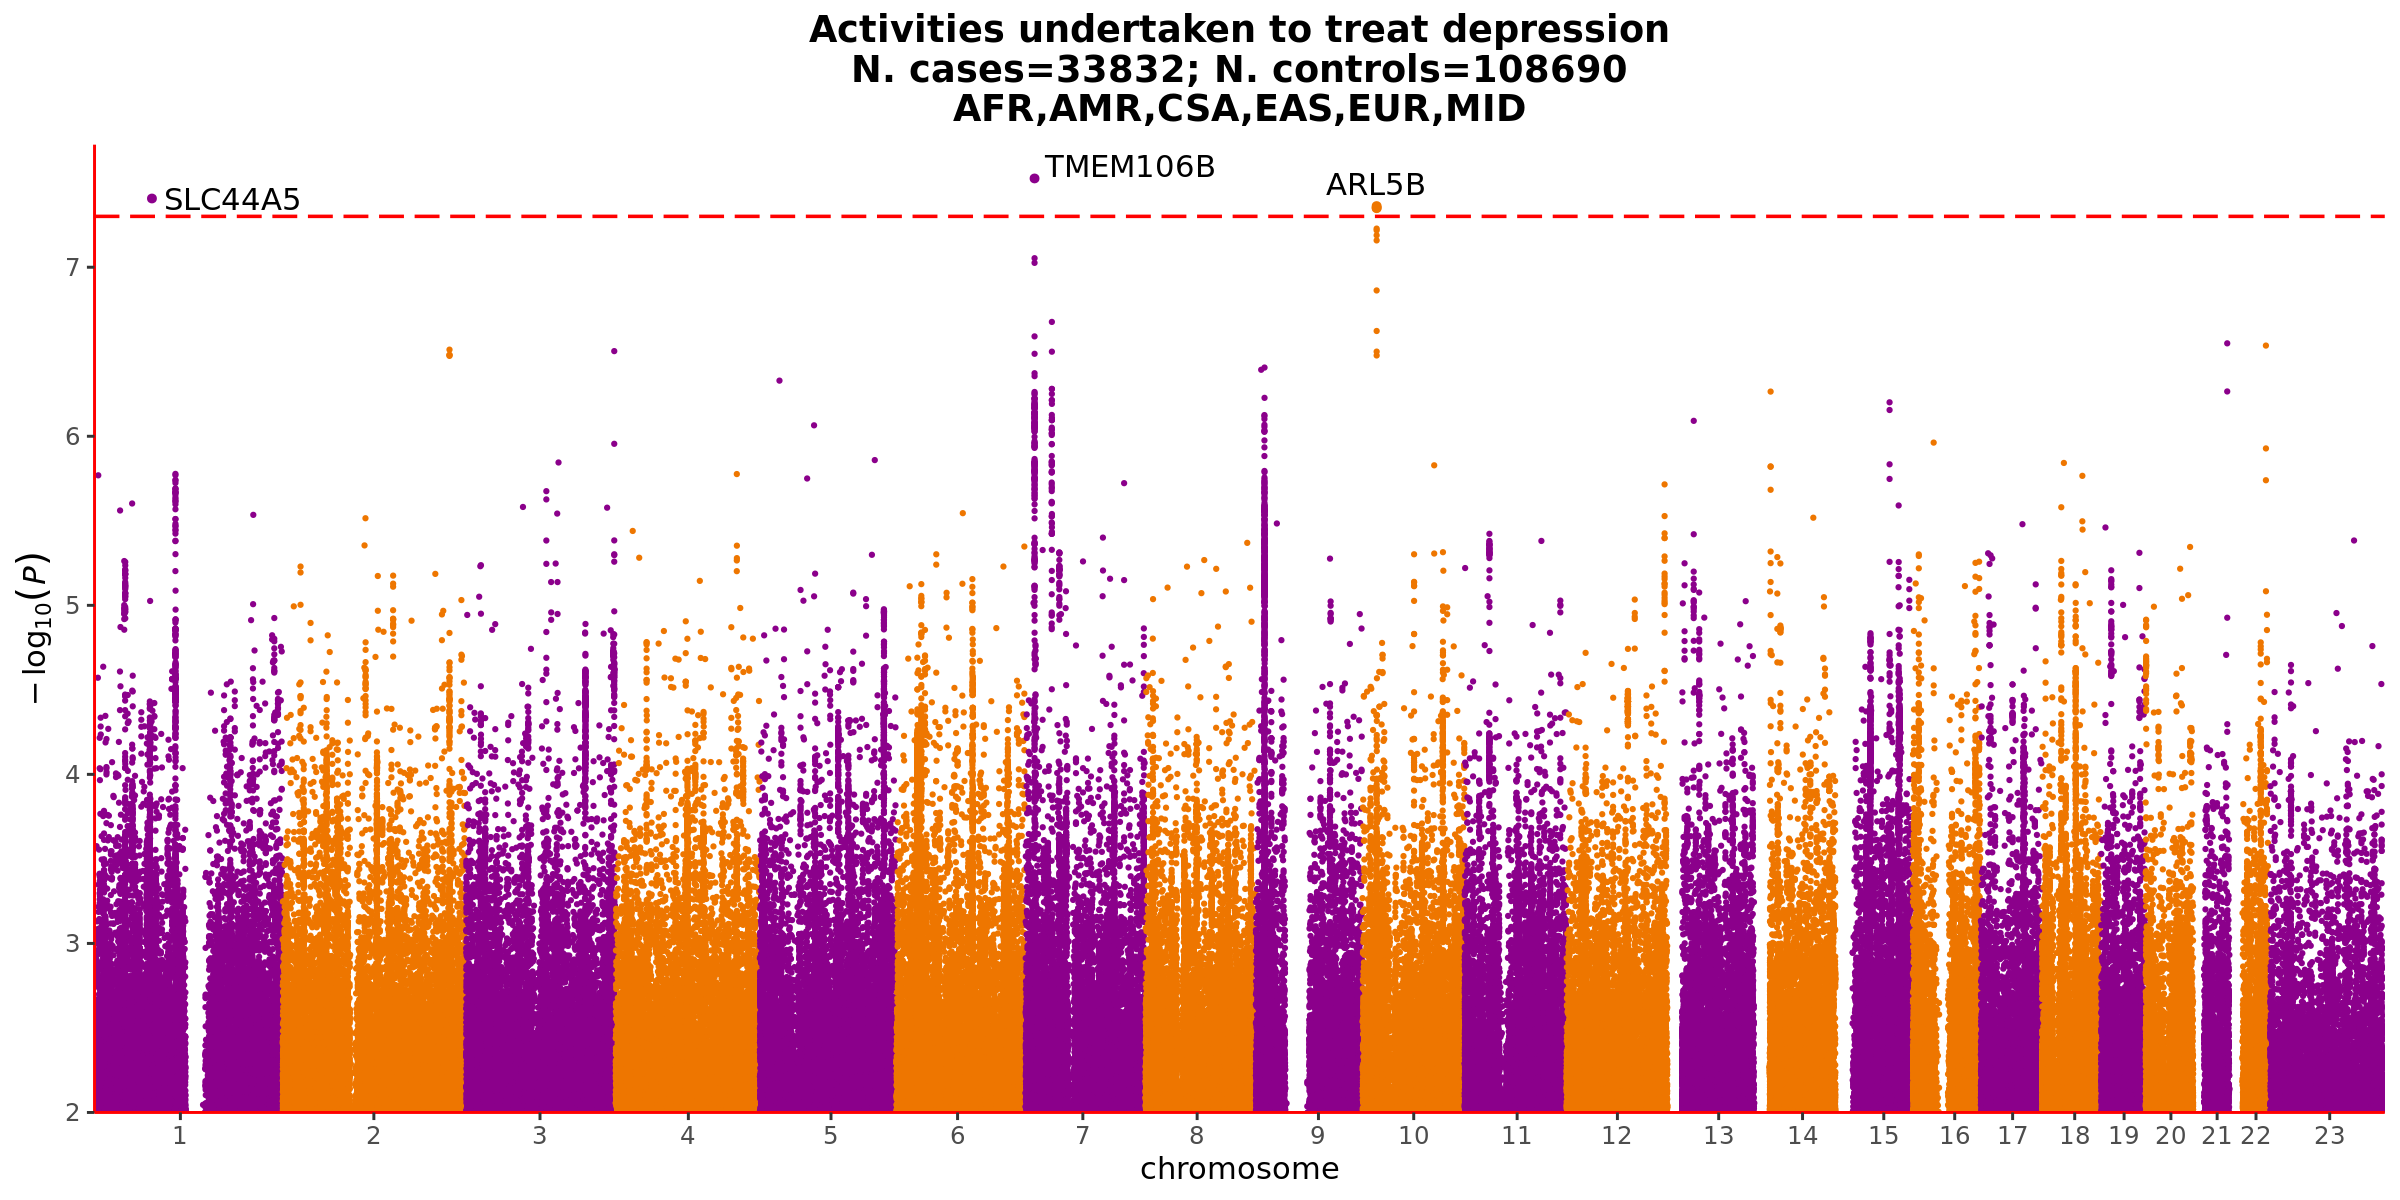 Activities undertaken to treat depression
N. cases=33832; N. controls=108690
AFR,AMR,CSA,EAS,EUR,MID
TMEM106B
ARL5B
SLC44A5
7
6
5
4
3
2
−log₁₀(P)
1 2 3 4 5 6 7 8 9 10 11 12 13 14 15 16 17 18 19 20 21 22 23
chromosome